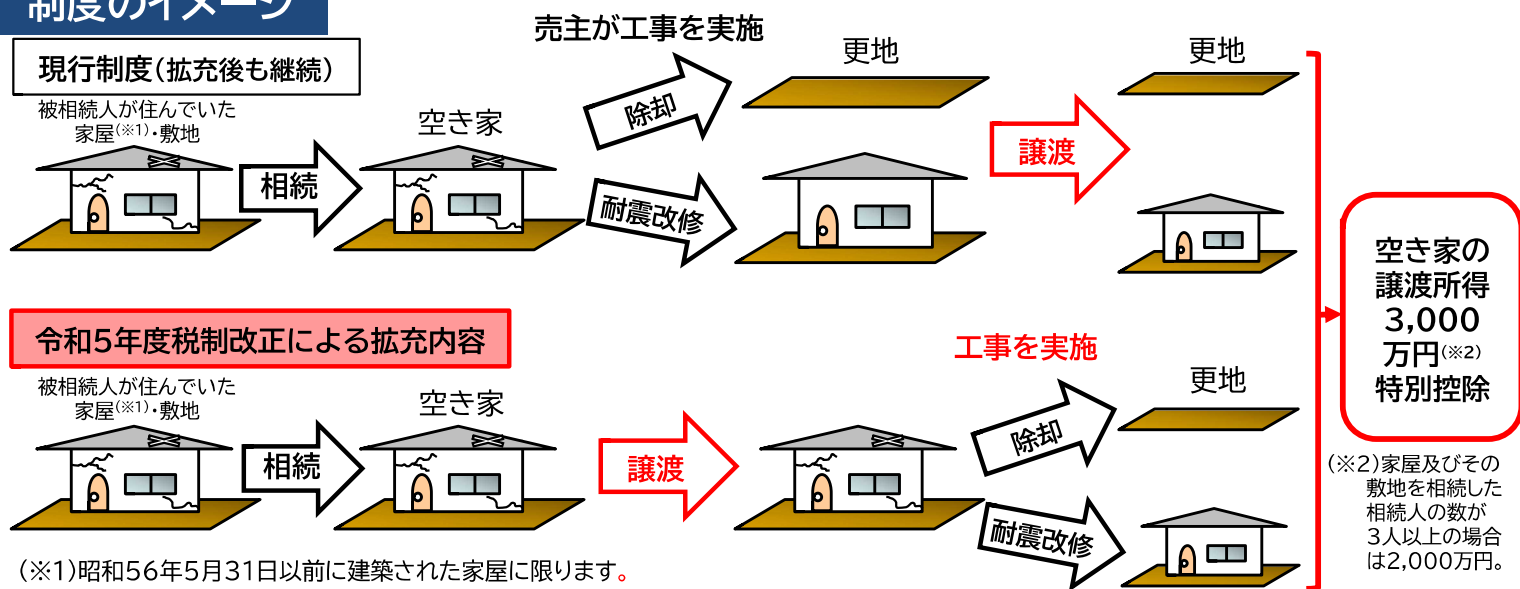 制度のイメージ
売主が工事を実施
現行制度(拡充後も継続)
被相続人が住んでいた
家屋(※1)・敷地
空き家
相続
除却
耐震改修
更地
譲渡
更地
令和5年度税制改正による拡充内容
被相続人が住んでいた
家屋(※1)・敷地
空き家
相続
譲渡
工事を実施
除却
耐震改修
更地
空き家の
譲渡所得
3,000
万円(※2)
特別控除
(※2)家屋及びその
敷地を相続した
相続人の数が
3人以上の場合
は2,000万円。
(※1)昭和56年5月31日以前に建築された家屋に限ります。